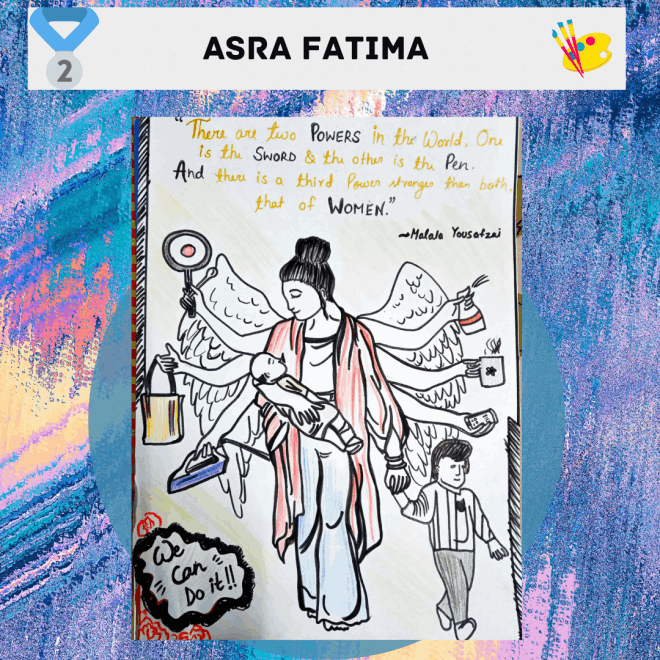 2
ASRA FATIMA
"There are two POWERS in the World. One
is the SWORD & the other is the Pen.
And there is a third Power stronger than both,
that of WOMEN."
~Malala Yousafzai
We
Can
Do it!!